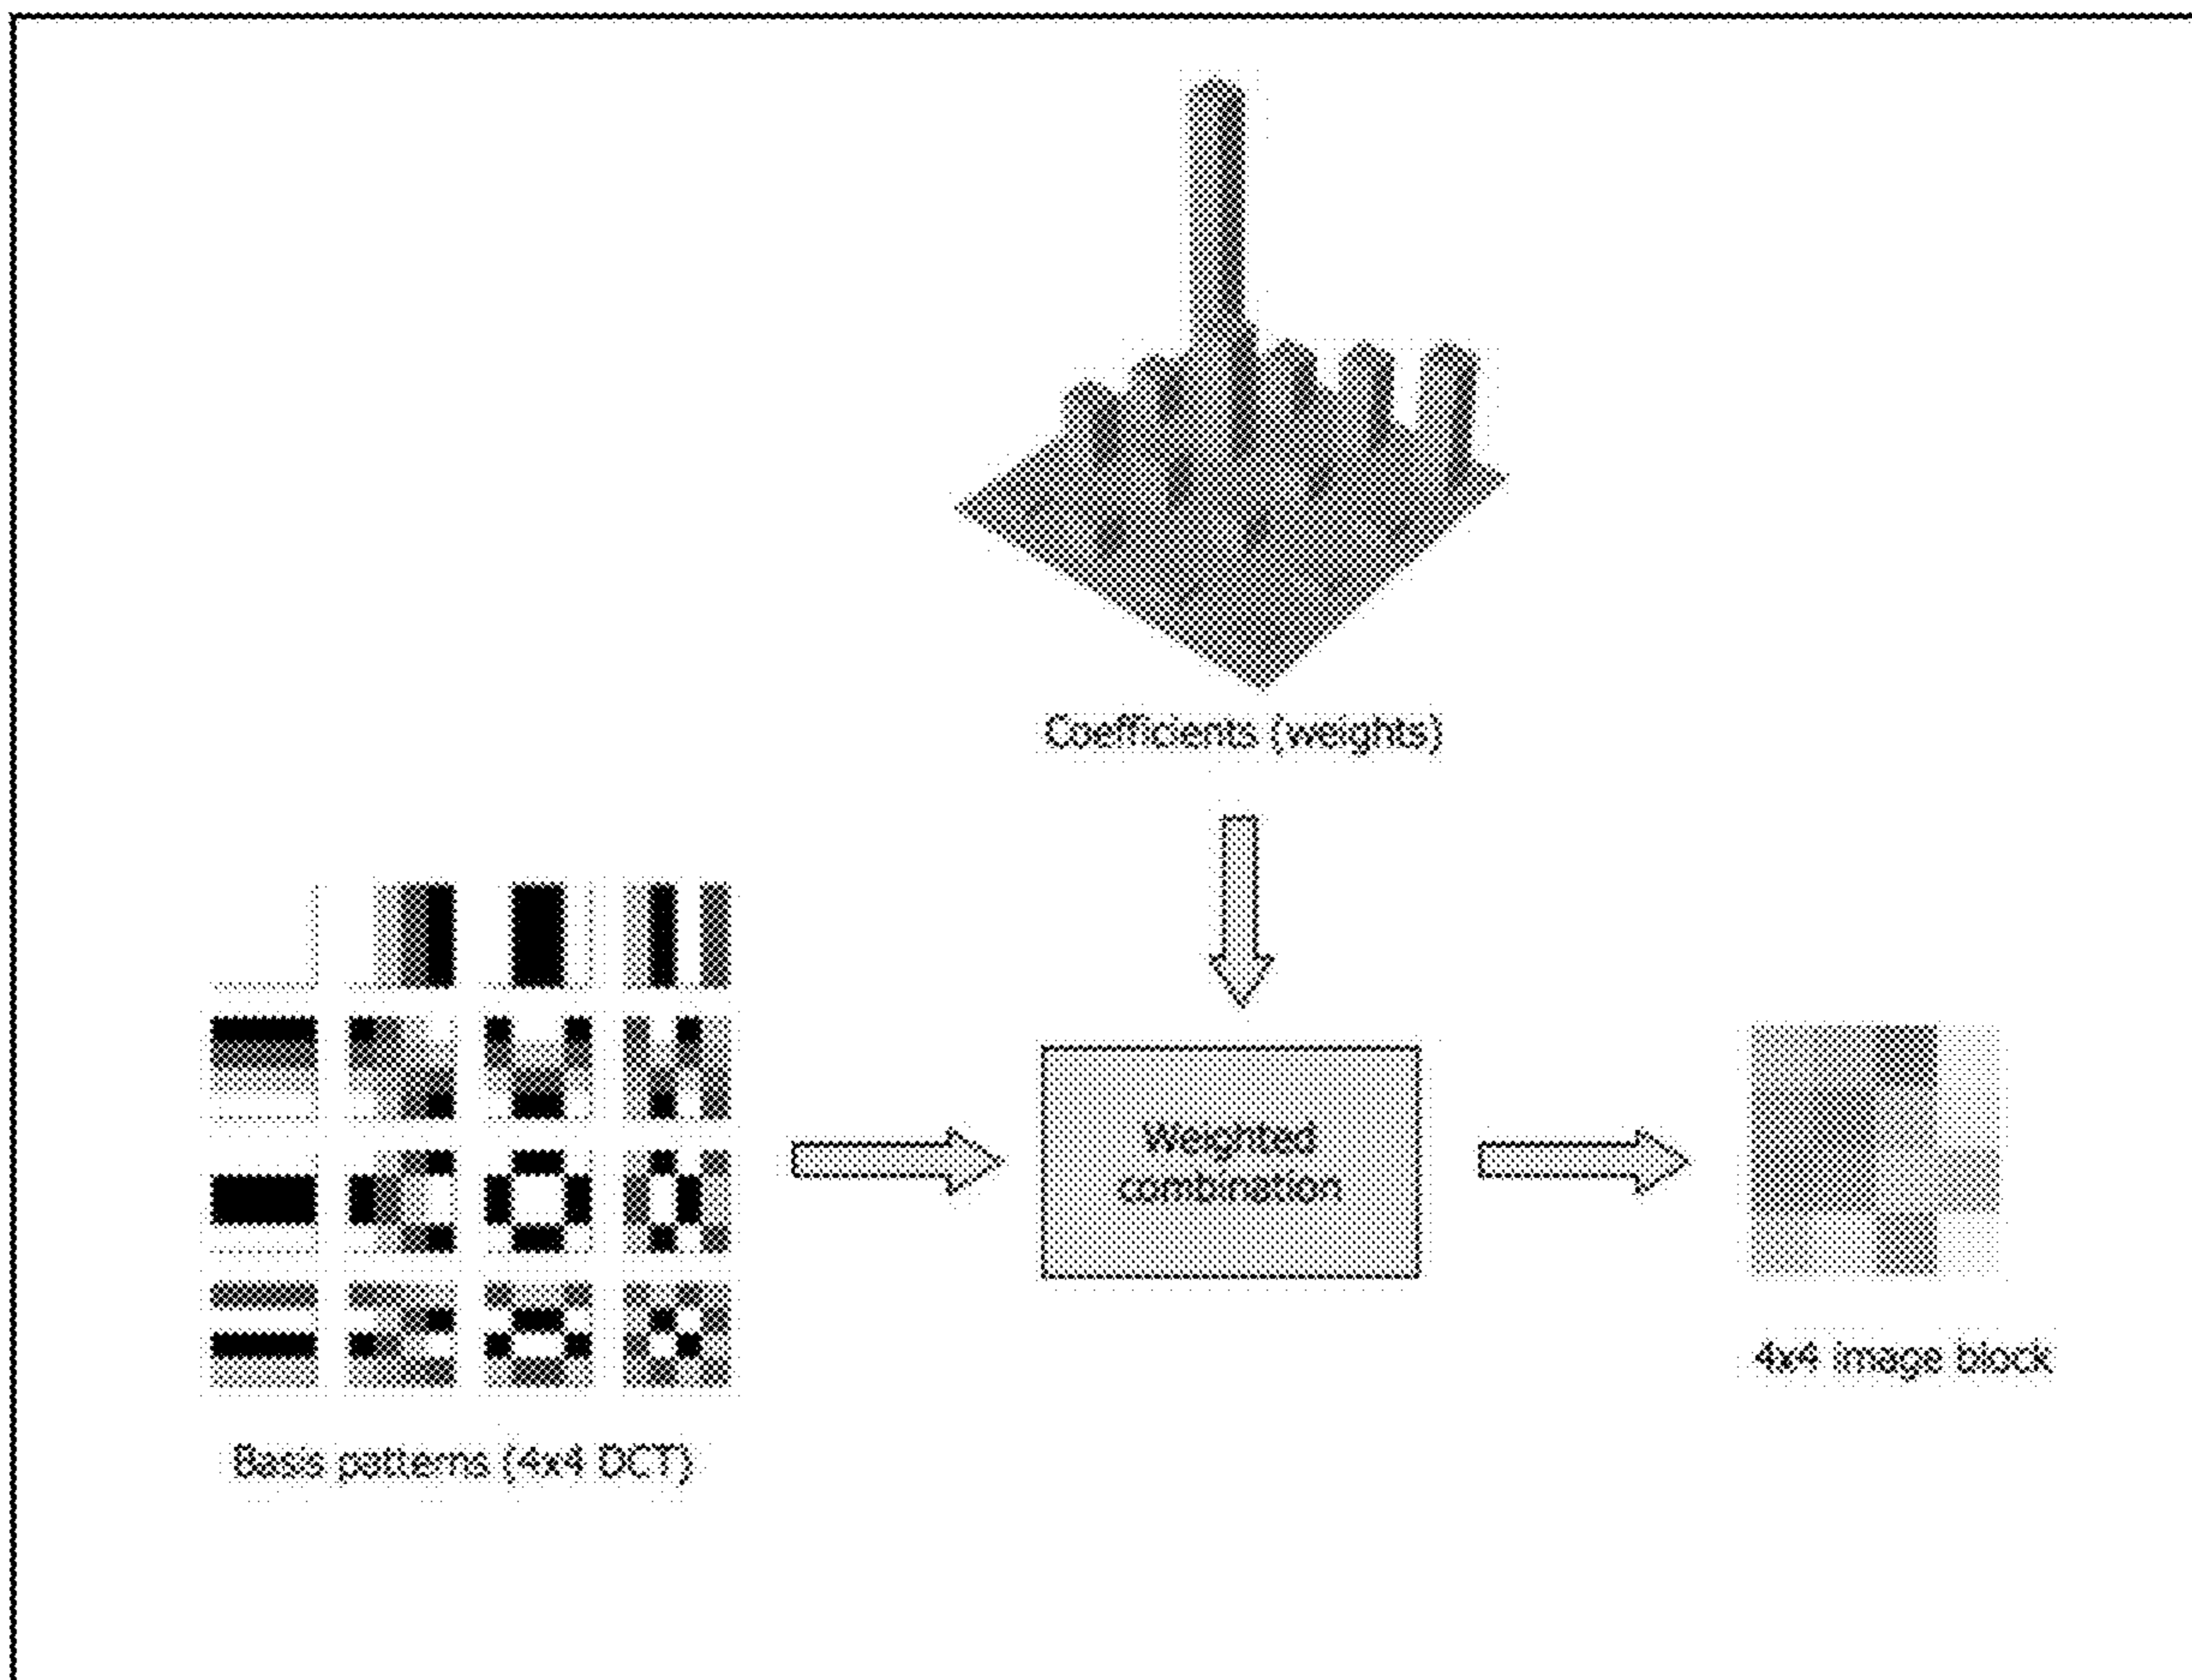 Coefficients (weights)
Weighted
combination
4x4 image block
Basis patterns (4x4 DCT)